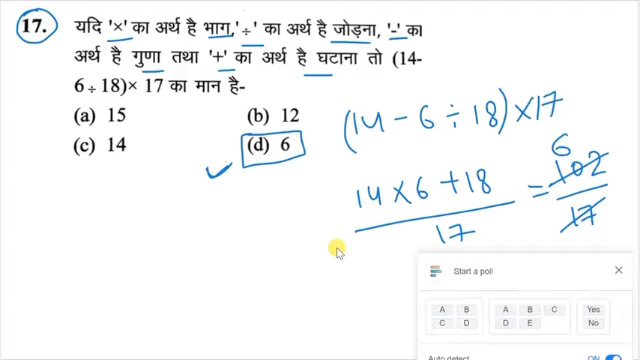 17. यदि '×' का अर्थ है भाग, '÷' का अर्थ है जोड़ना, '-' का
अर्थ है गुणा तथा '+' का अर्थ है घटाना तो (14-
6 ÷ 18) × 17 का मान है-
(a) 15 (b) 12
(c) 14 (d) 6
(14 - 6 ÷ 18) × 17
6
14 × 6 + 18 = 102
17 17
Start a poll
A B A B C Yes
C D D E No
Auto detect ON